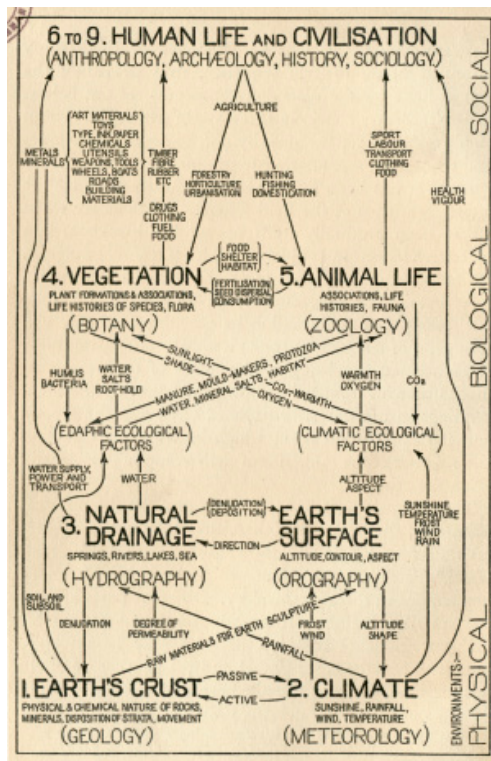 6 TO 9. HUMAN LIFE AND CIVILISATION
(ANTHROPOLOGY, ARCHÆOLOGY, HISTORY, SOCIOLOGY.)
SOCIAL
AGRICULTURE
METALS
MINERALS
ART MATERIALS
TOYS
TYPE, INK, PAPER
CHEMICALS
UTENSILS
WEAPONS, TOOLS
WHEELS, BOATS
ROADS
BUILDING
MATERIALS
TIMBER
FIBRE
RUBBER
ETC
DRUGS
CLOTHING
FUEL
FOOD
FORESTRY
HORTICULTURE
URBANISATION
HUNTING
FISHING
DOMESTICATION
SPORT
LABOUR
TRANSPORT
CLOTHING
FOOD
HEALTH
VIGOUR
BIOLOGICAL
FOOD
SHELTER
HABITAT
4. VEGETATION
PLANT FORMATIONS & ASSOCIATIONS,
LIFE HISTORIES OF SPECIES, FLORA
(BOTANY)
FERTILISATION
SEED DISPERSAL
CONSUMPTION
5. ANIMAL LIFE
ASSOCIATIONS, LIFE
HISTORIES, FAUNA
(ZOOLOGY)
HUMUS
BACTERIA
WATER
SALTS
ROOT-HOLD
SUNLIGHT
SHADE
MANURE, MOULD-MAKERS, PROTOZOA
WATER, MINERAL SALTS, HABITAT
CO₂, WARMTH
OXYGEN
WARMTH
OXYGEN
CO₂
(EDAPHIC ECOLOGICAL)
FACTORS
(CLIMATIC ECOLOGICAL)
FACTORS
WATER SUPPLY,
POWER AND
TRANSPORT
WATER
ALTITUDE
ASPECT
SUNSHINE
TEMPERATURE
FROST
WIND
RAIN
3. NATURAL
DRAINAGE
SPRINGS, RIVERS, LAKES, SEA
(HYDROGRAPHY)
DENUDATION
DEPOSITION
DIRECTION
EARTH'S
SURFACE
ALTITUDE, CONTOUR, ASPECT
(OROGRAPHY)
SOIL AND
SUBSOIL
DENUDATION
DEGREE OF
PERMEABILITY
RAW MATERIALS FOR EARTH SCULPTURE
RAINFALL
FROST
WIND
ALTITUDE
SHAPE
PASSIVE
ACTIVE
1. EARTH'S CRUST
PHYSICAL & CHEMICAL NATURE OF ROCKS,
MINERALS, DISPOSITION OF STRATA, MOVEMENT
(GEOLOGY)
2. CLIMATE
SUNSHINE, RAINFALL,
WIND, TEMPERATURE
(METEOROLOGY)
ENVIRONMENTS:-
PHYSICAL